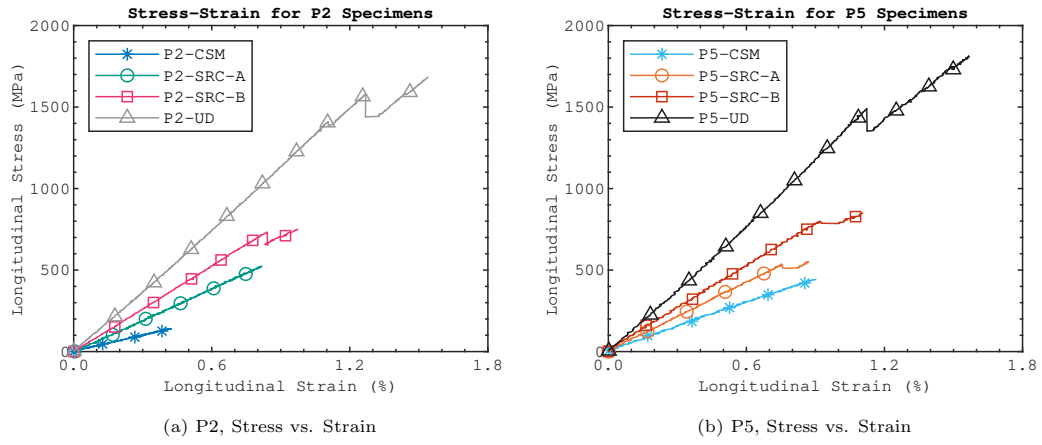 Stress-Strain for P2 Specimens
2000
1500
1000
500
0
Longitudinal Stress (MPa)
P2-CSM
P2-SRC-A
P2-SRC-B
P2-UD
0.0 0.6 1.2 1.8
Longitudinal Strain (%)
(a) P2, Stress vs. Strain
Stress-Strain for P5 Specimens
2000
1500
1000
500
0
Longitudinal Stress (MPa)
P5-CSM
P5-SRC-A
P5-SRC-B
P5-UD
0.0 0.6 1.2 1.8
Longitudinal Strain (%)
(b) P5, Stress vs. Strain